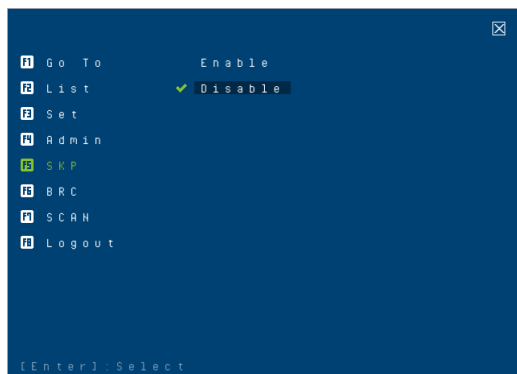 F1 Go To Enable
F2 List Disable
F3 Set
F4 Admin
F5 SKP
F6 BRC
F7 SCAN
F8 Logout
[Enter]:Select